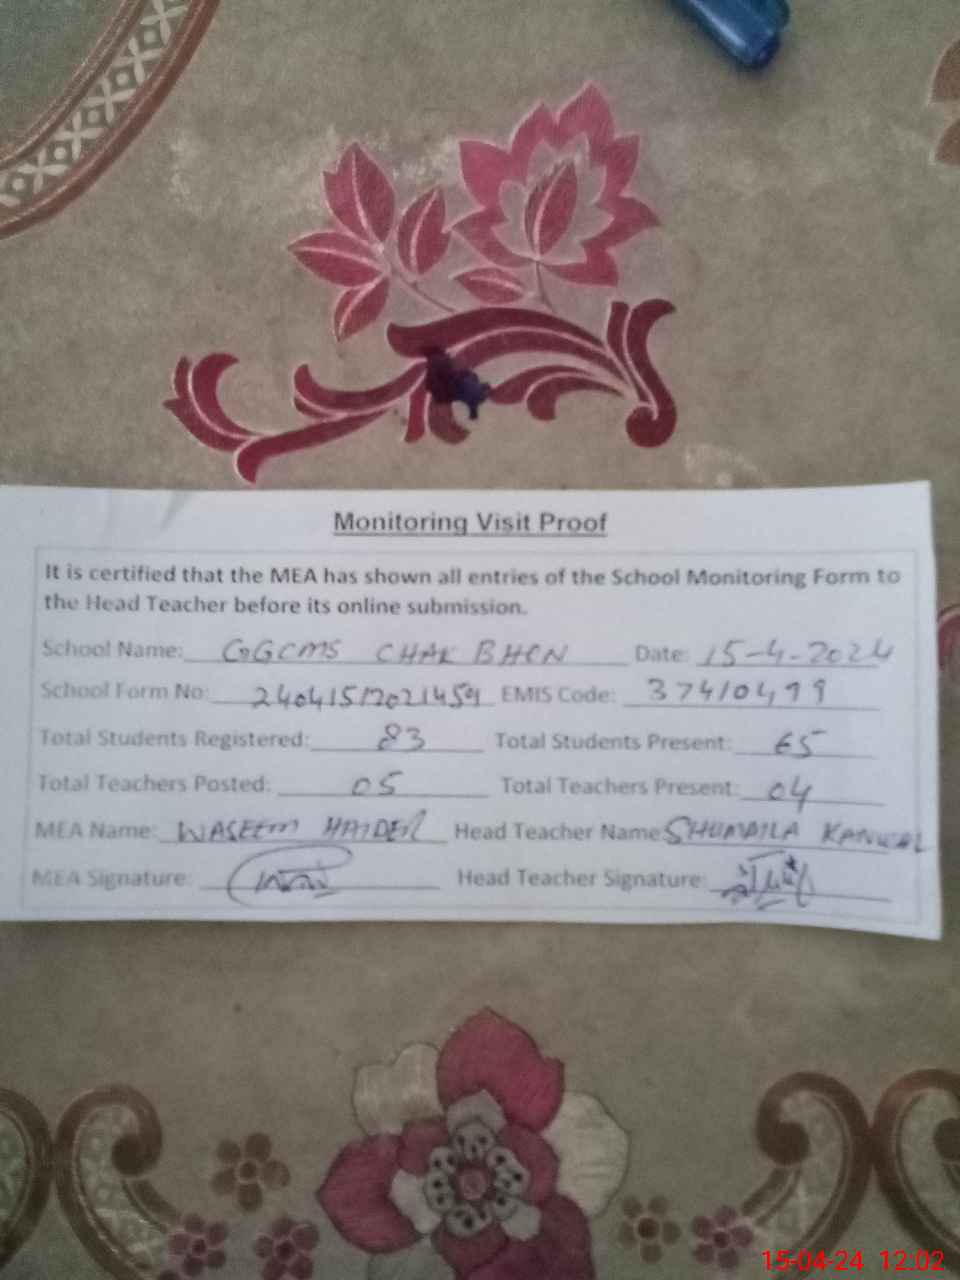 Monitoring Visit Proof
It is certified that the MEA has shown all entries of the School Monitoring Form to
the Head Teacher before its online submission.
School Name: GGCMS CHAK BHCN Date: 15-4-2024
School Form No: 24041512021459 EMIS Code: 37410499
Total Students Registered: 83 Total Students Present: 65
Total Teachers Posted: 05 Total Teachers Present: 04
MEA Name: WASEEM HAIDER Head Teacher Name: SHUMAILA KANWAL
MEA Signature: Head Teacher Signature:
15-04-24 12:02